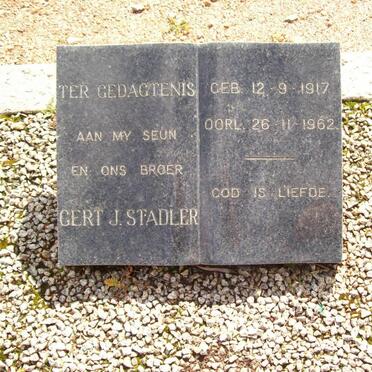 TER GEDAGTENIS
AAN MY SEUN
EN ONS BROER
GERT J. STADLER
GEB. 12-9-1917
OORL. 26-11-1962.
GOD IS LIEFDE.